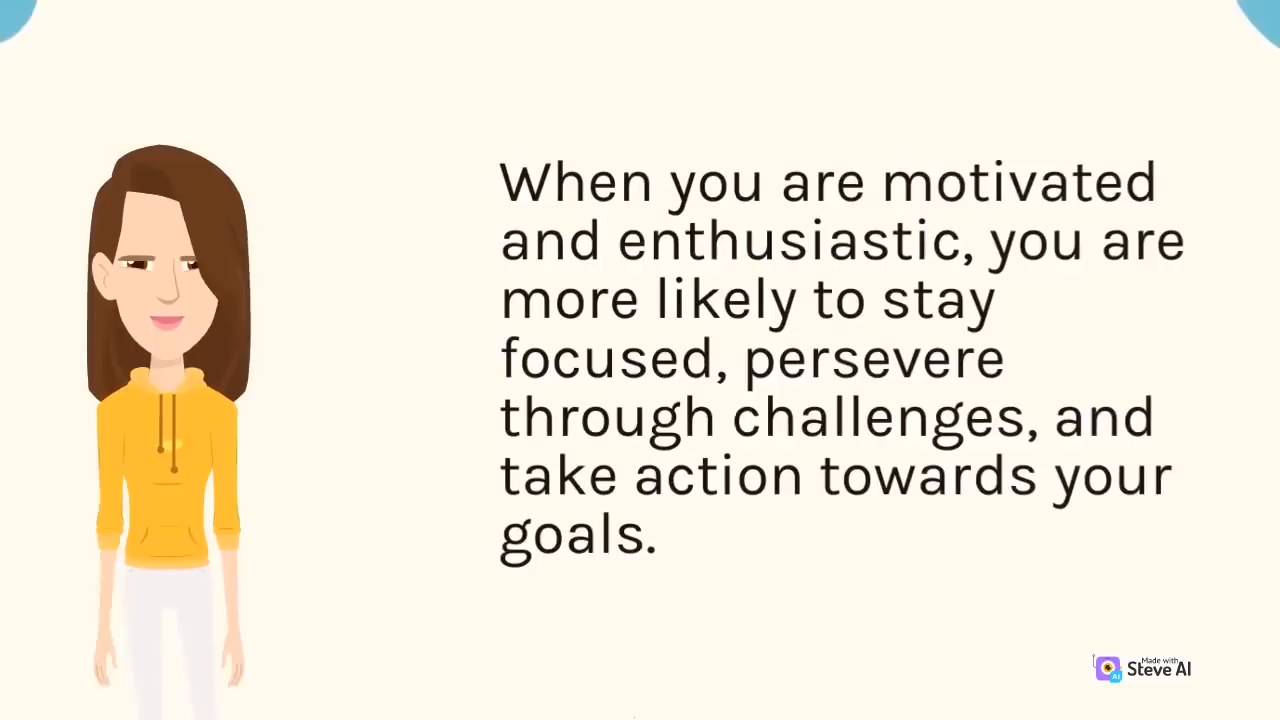 When you are motivated
and enthusiastic, you are
more likely to stay
focused, persevere
through challenges, and
take action towards your
goals.
Made with
Steve AI
AI